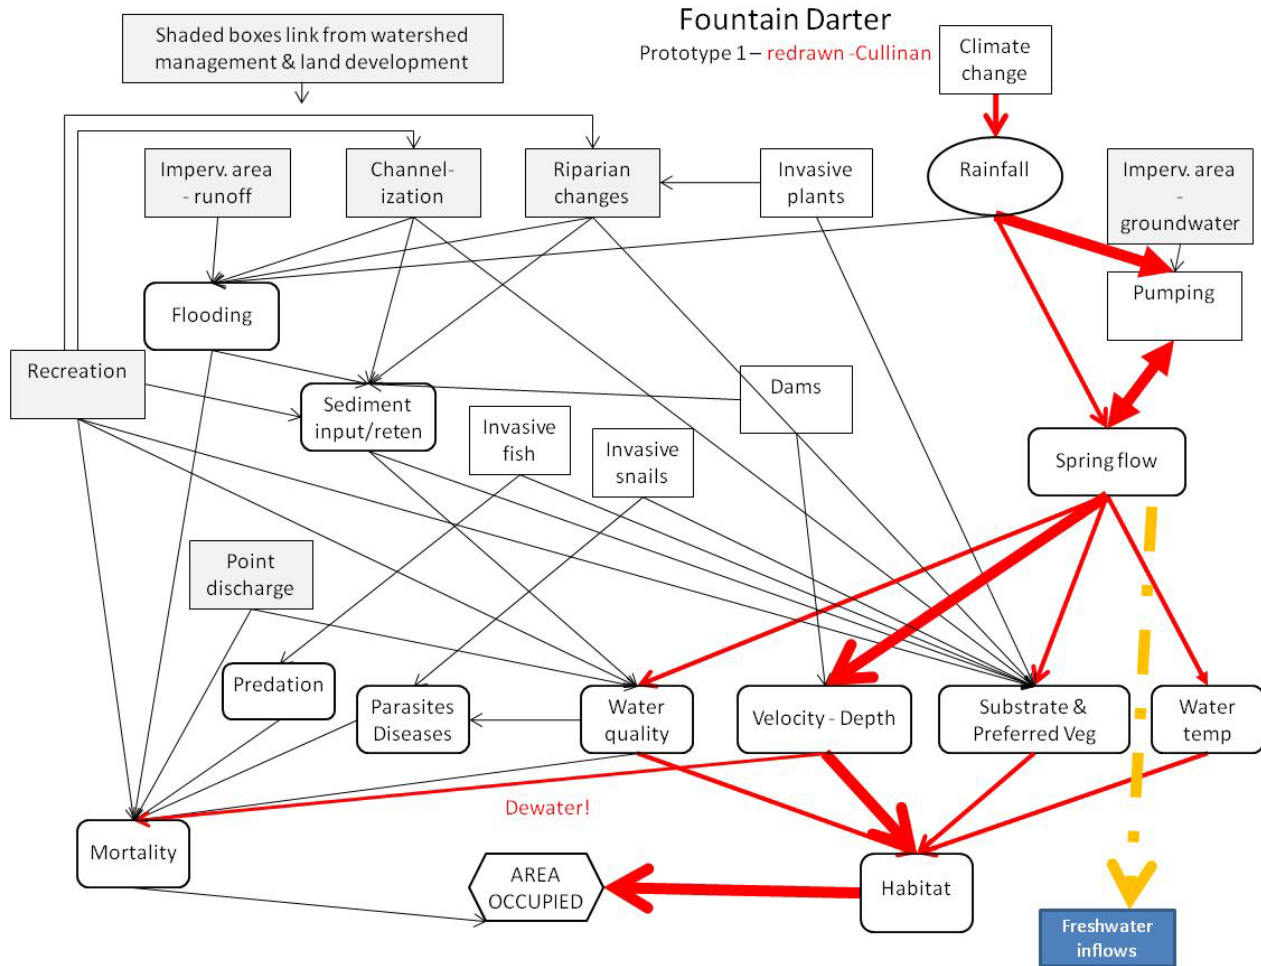 Fountain Darter
Prototype 1 – redrawn -Cullinan
Shaded boxes link from watershed
management & land development
Climate
change
Imperv. area
- runoff
Channel-
ization
Riparian
changes
Invasive
plants
Rainfall
Imperv. area
-
groundwater
Pumping
Flooding
Recreation
Sediment
input/reten
Dams
Invasive
fish
Invasive
snails
Spring flow
Point
discharge
Predation
Parasites
Diseases
Water
quality
Velocity - Depth
Substrate &
Preferred Veg
Water
temp
Dewater!
Mortality
AREA
OCCUPIED
Habitat
Freshwater
inflows